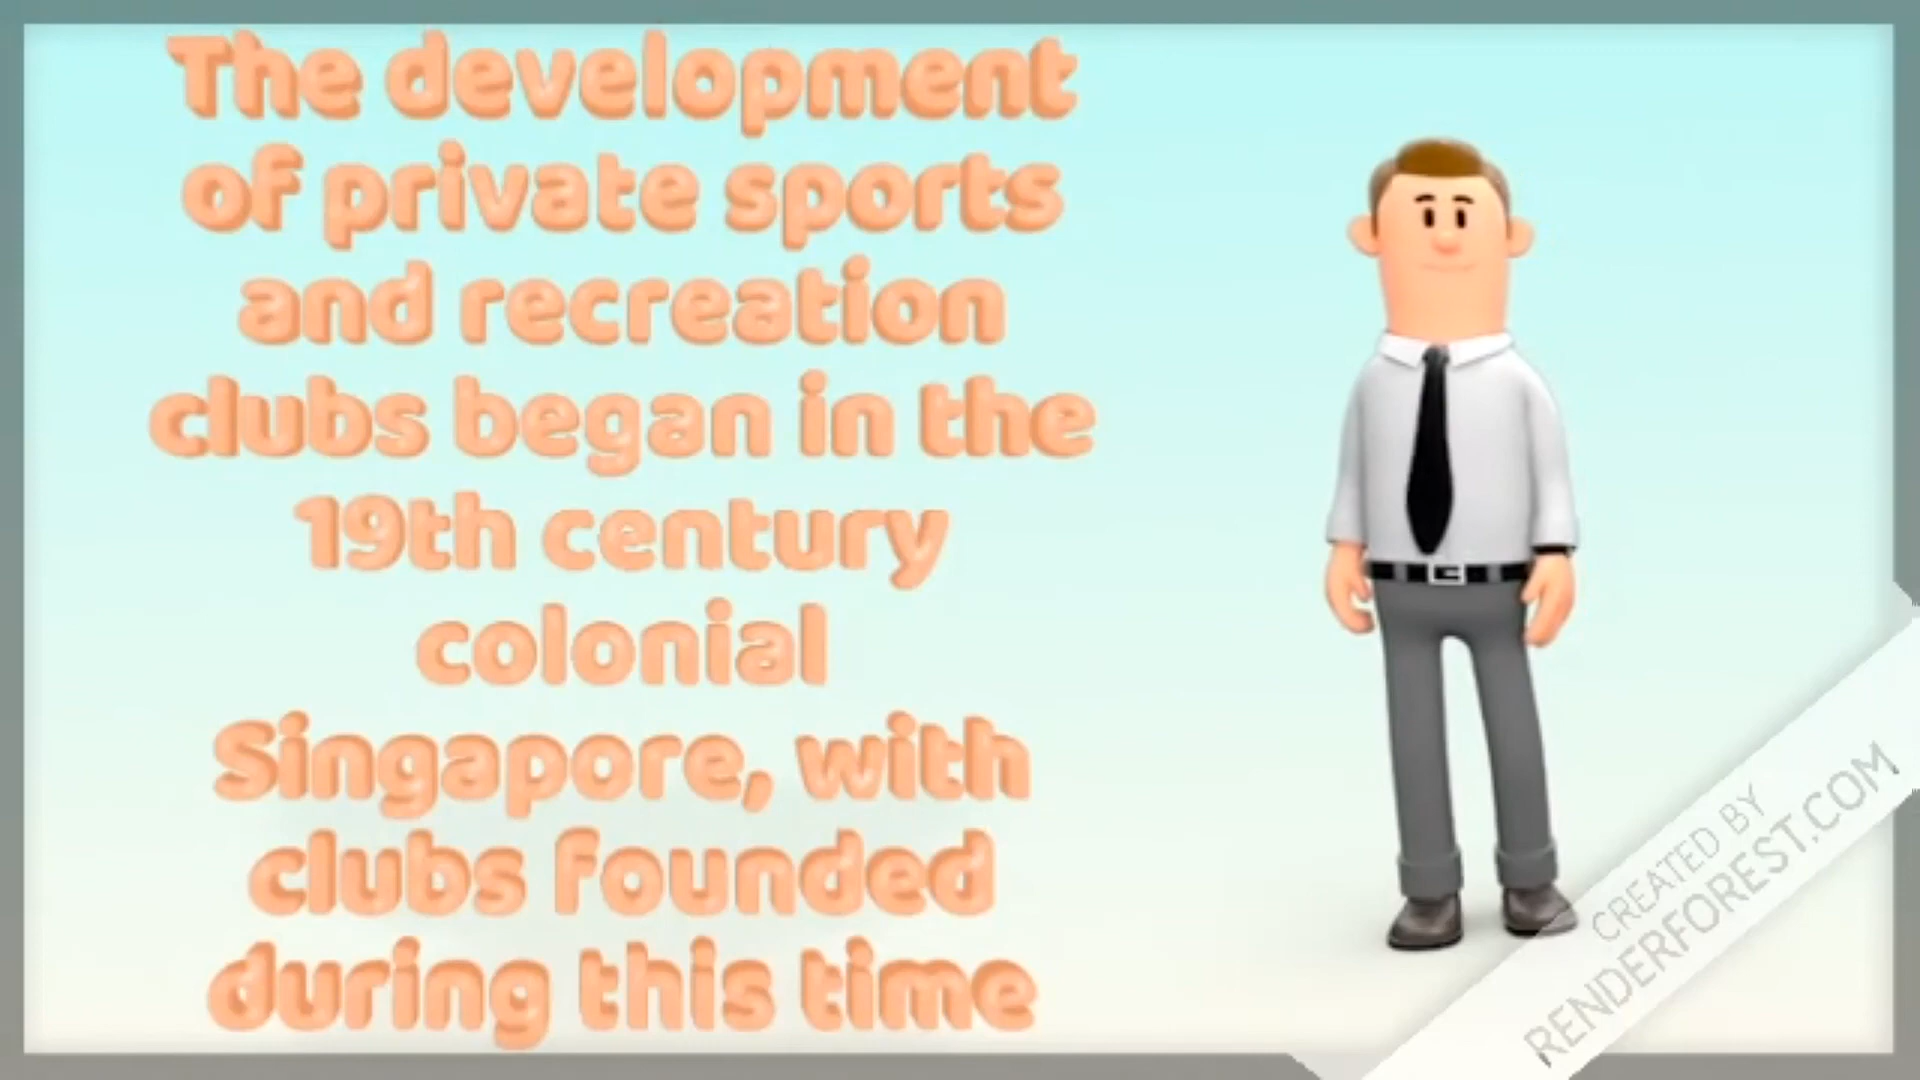 The development
of private sports
and recreation
clubs began in the
19th century
colonial
Singapore, with
clubs founded
during this time
CREATED BY
RENDERFOREST.COM